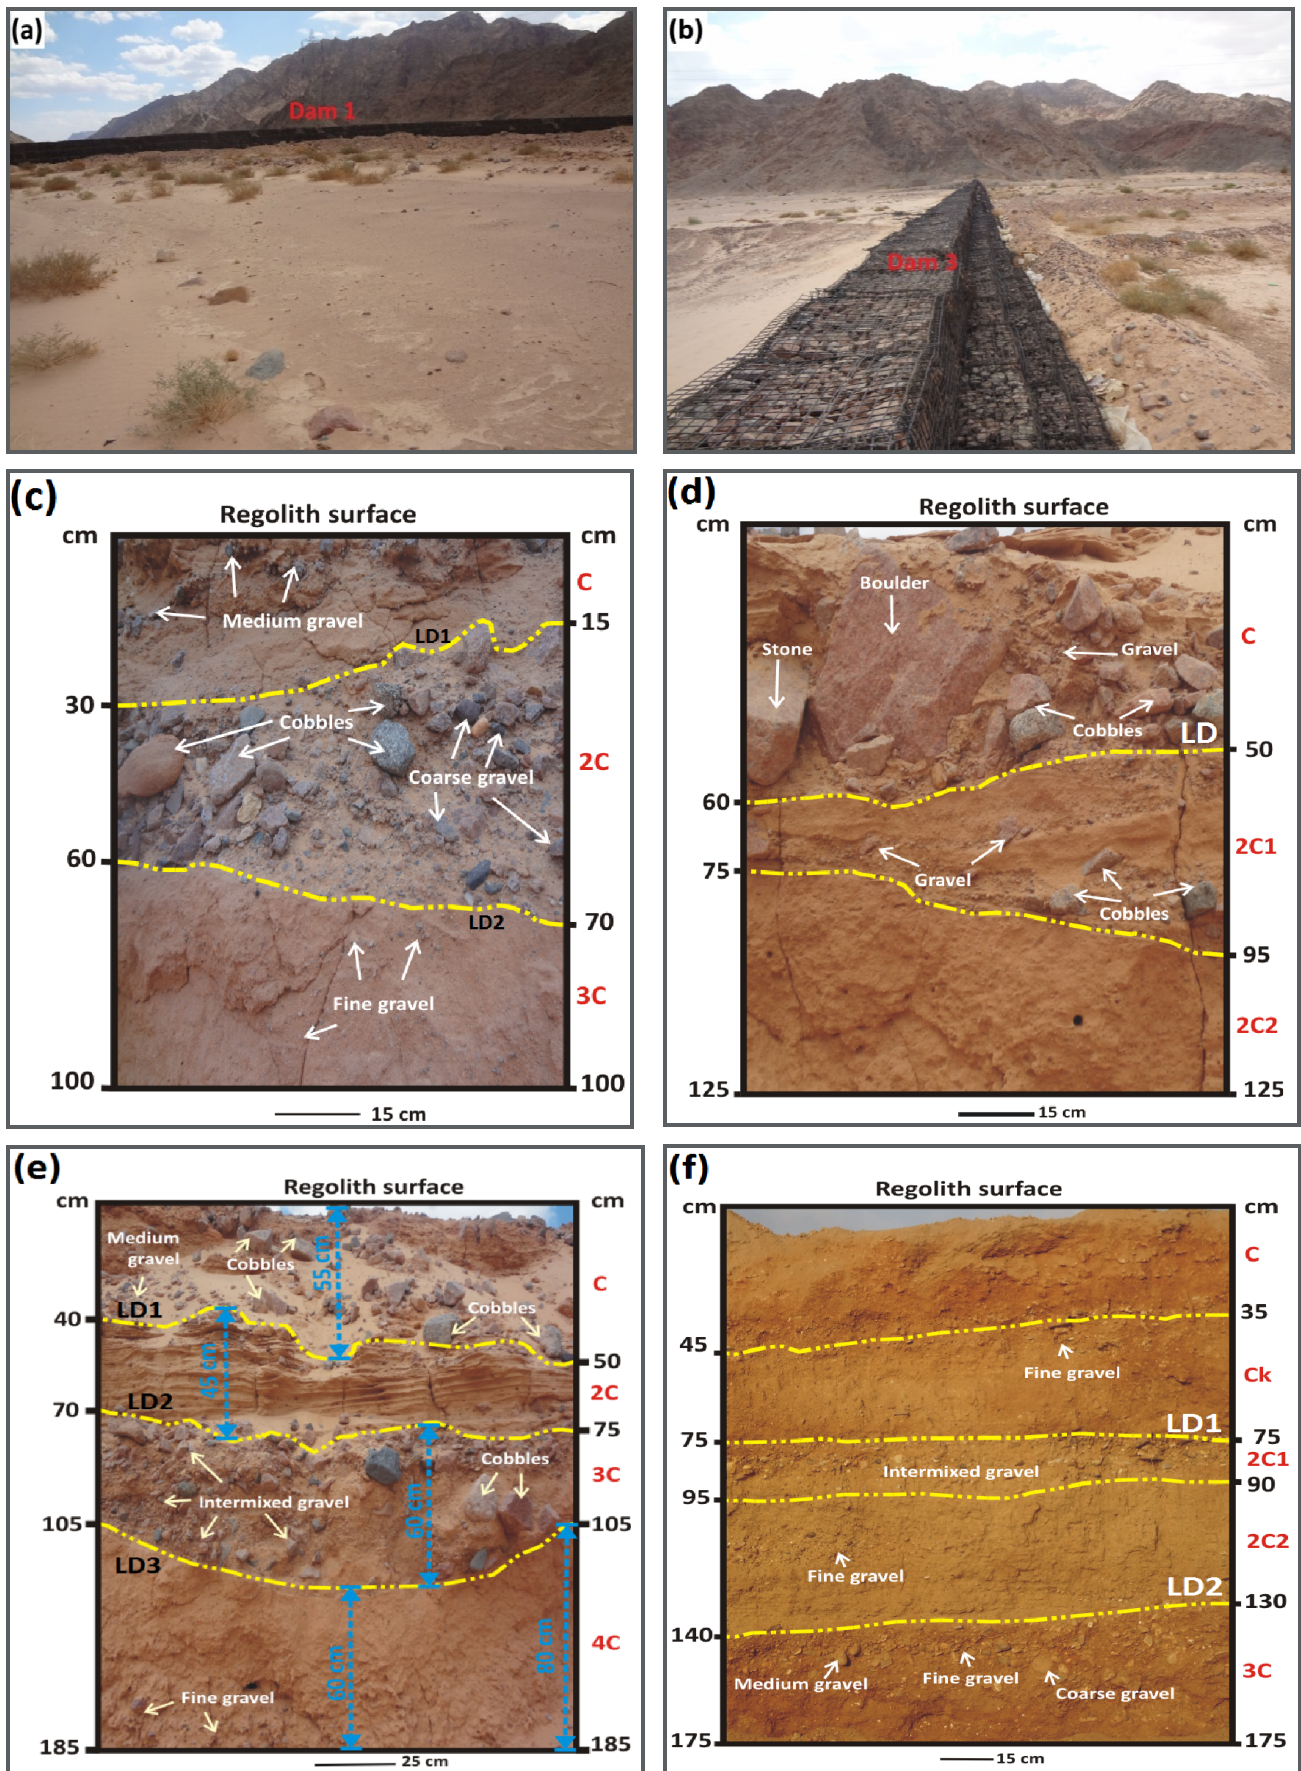 (a)
Dam 1
(b)
Dam 3
(c)
Regolith surface
cm
cm
C
Medium gravel
15
LD1
30
Cobbles
2C
Coarse gravel
60
LD2
70
Fine gravel
3C
100
100
15 cm
(d)
Regolith surface
cm
cm
Boulder
C
Stone
Gravel
Cobbles
LD
50
60
2C1
75
Gravel
Cobbles
95
2C2
125
125
15 cm
(e)
Regolith surface
cm
cm
Medium
gravel
Cobbles
55 cm
C
LD1
Cobbles
40
45 cm
50
2C
LD2
70
75
Cobbles
3C
Intermixed gravel
60 cm
105
105
LD3
4C
60 cm
80 cm
Fine gravel
185
185
25 cm
(f)
Regolith surface
cm
cm
C
35
45
Fine gravel
Ck
LD1
75
75
2C1
Intermixed gravel
90
95
2C2
Fine gravel
LD2
130
140
Medium gravel
Fine gravel
Coarse gravel
3C
175
175
15 cm